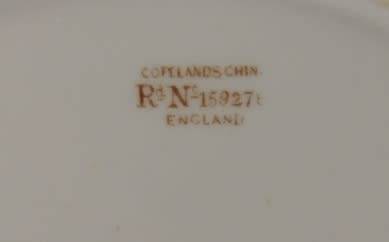 COPELANDS CHIN.
Rd. No. 15927
ENGLAND